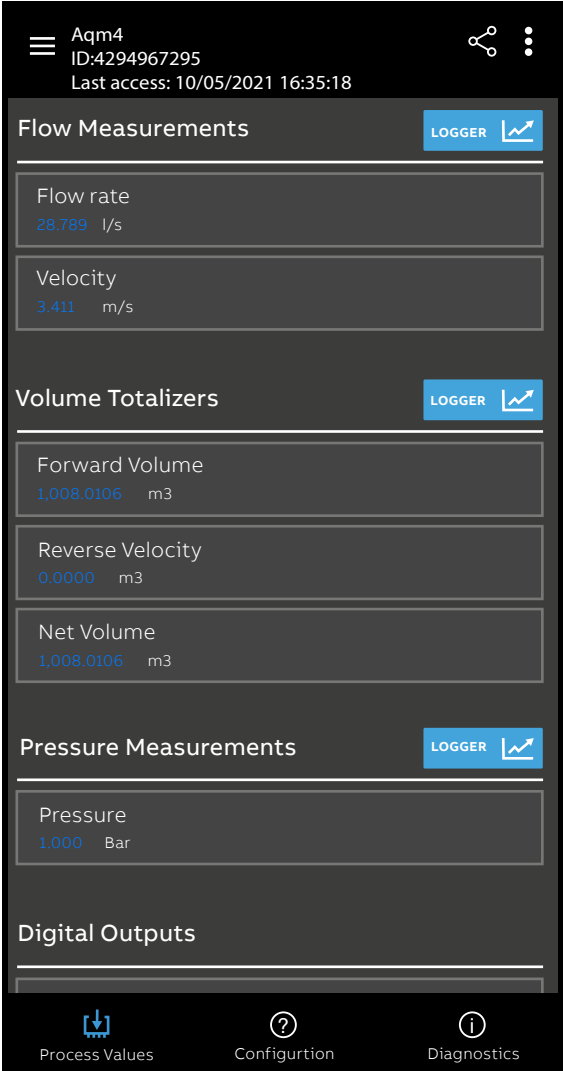 Aqm4
ID:4294967295
Last access: 10/05/2021 16:35:18
Flow Measurements
LOGGER
Flow rate
28.789 l/s
Velocity
3.411 m/s
Volume Totalizers
LOGGER
Forward Volume
1,008.0106 m3
Reverse Velocity
0.0000 m3
Net Volume
1,008.0106 m3
Pressure Measurements
LOGGER
Pressure
1.000 Bar
Digital Outputs
Process Values
Configurtion
Diagnostics